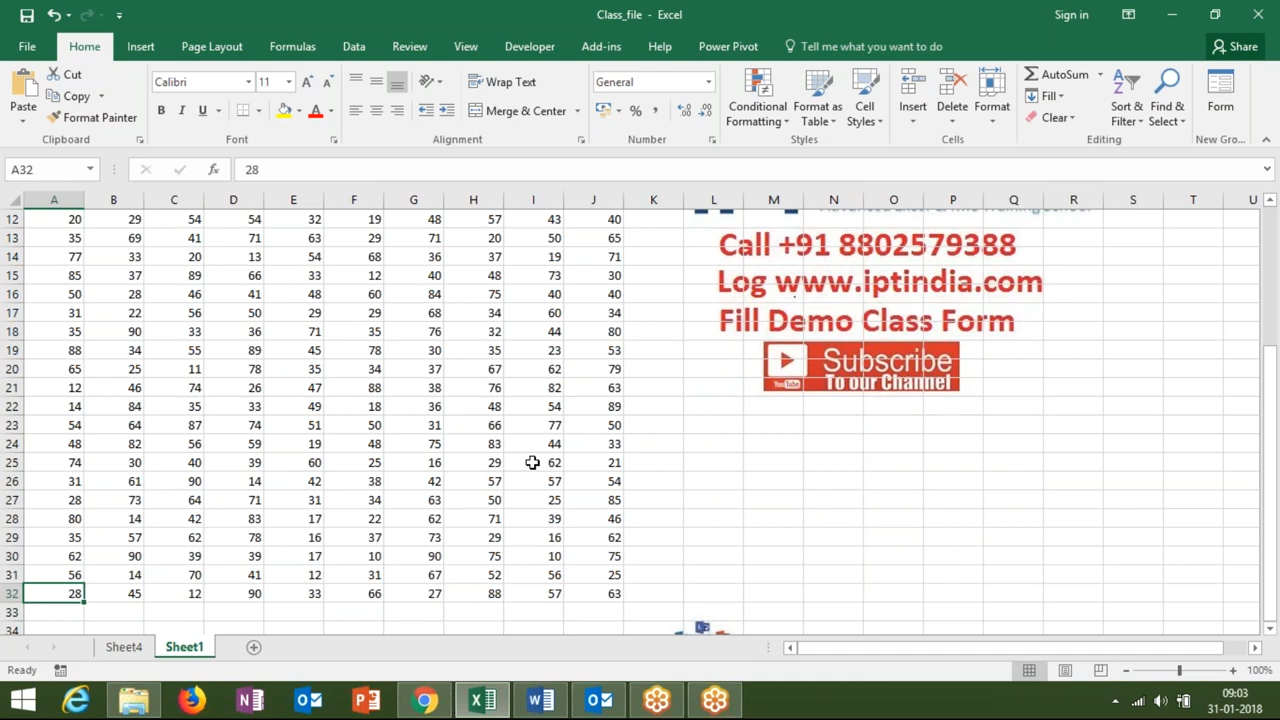 Class_file - Excel
Sign in
File Home Insert Page Layout Formulas Data Review View Developer Add-ins Help Power Pivot Tell me what you want to do Share
Paste Cut Copy Format Painter
Calibri 11
Wrap Text
Merge & Center
General
Conditional Formatting Format as Table Cell Styles
Insert Delete Format
AutoSum Fill Clear
Sort & Filter Find & Select
Form
Clipboard Font Alignment Number Styles Cells Editing New Gro...
A32 fx 28
A B C D E F G H I J K L M N O P Q R S T U
12 20 29 54 54 32 19 48 57 43 40
13 35 69 41 71 63 29 71 20 50 65
14 77 33 20 13 54 68 36 37 19 71
15 85 37 89 66 33 12 40 48 73 30
16 50 28 46 41 48 60 84 75 40 40
17 31 22 56 50 29 29 68 34 60 34
18 35 90 33 36 71 35 76 32 44 80
19 88 34 55 89 45 78 30 35 23 53
20 65 25 11 78 35 34 37 67 62 79
21 12 46 74 26 47 88 38 76 82 63
22 14 84 35 33 49 18 36 48 54 89
23 54 64 87 74 51 50 31 66 77 50
24 48 82 56 59 19 48 75 83 44 33
25 74 30 40 39 60 25 16 29 62 21
26 31 61 90 14 42 38 42 57 57 54
27 28 73 64 71 31 34 63 50 25 85
28 80 14 42 83 17 22 62 71 39 46
29 35 57 62 78 16 37 73 29 16 62
30 62 90 39 39 17 10 90 75 10 75
31 56 14 70 41 12 31 67 52 56 25
32 28 45 12 90 33 66 27 88 57 63
33
34
Call +91 8802579388
Log www.iptindia.com
Fill Demo Class Form
YouTube Subscribe
To our Channel
Sheet4 Sheet1
Ready
100%
09:03
31-01-2018